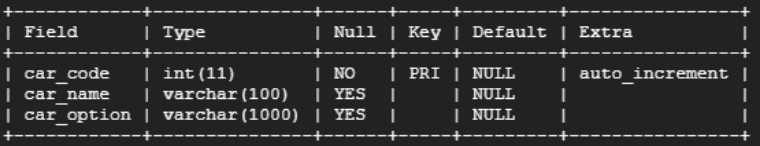 +------------+---------------+------+-----+---------+----------------+
| Field      | Type          | Null | Key | Default | Extra          |
+------------+---------------+------+-----+---------+----------------+
| car_code   | int(11)       | NO   | PRI | NULL    | auto_increment |
| car_name   | varchar(100)  | YES  |     | NULL    |                |
| car_option | varchar(1000) | YES  |     | NULL    |                |
+------------+---------------+------+-----+---------+----------------+